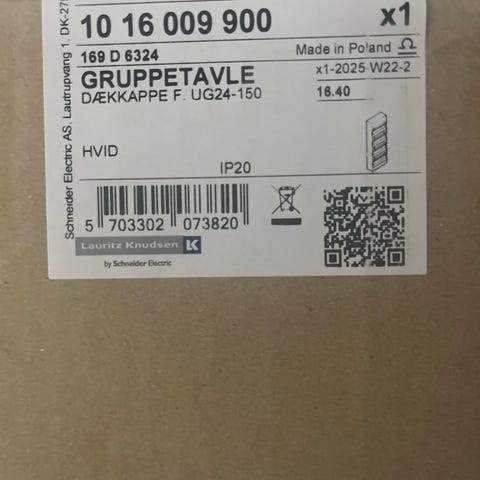 10 16 009 900 x1
169 D 6324 Made in Poland
GRUPPETAVLE x1-2025-W22-2
DÆKKAPPE F. UG24-150 16.40
HVID
IP20
5 703302 073820
Lauritz Knudsen K
by Schneider Electric
Schneider Electric AS. Lautrupvang 1. DK-275